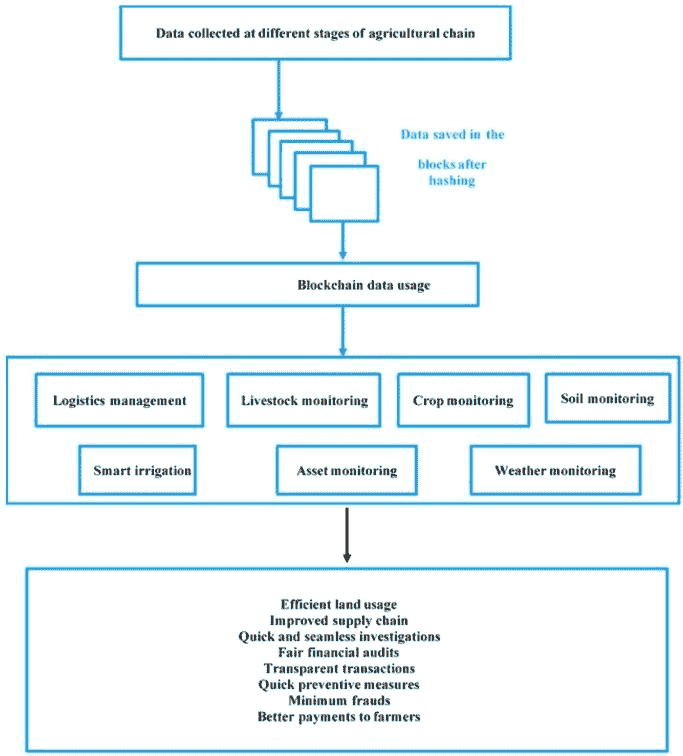 Data collected at different stages of agricultural chain
Data saved in the
blocks after
hashing
Blockchain data usage
Logistics management
Livestock monitoring
Crop monitoring
Soil monitoring
Smart irrigation
Asset monitoring
Weather monitoring
Efficient land usage
Improved supply chain
Quick and seamless investigations
Fair financial audits
Transparent transactions
Quick preventive measures
Minimum frauds
Better payments to farmers